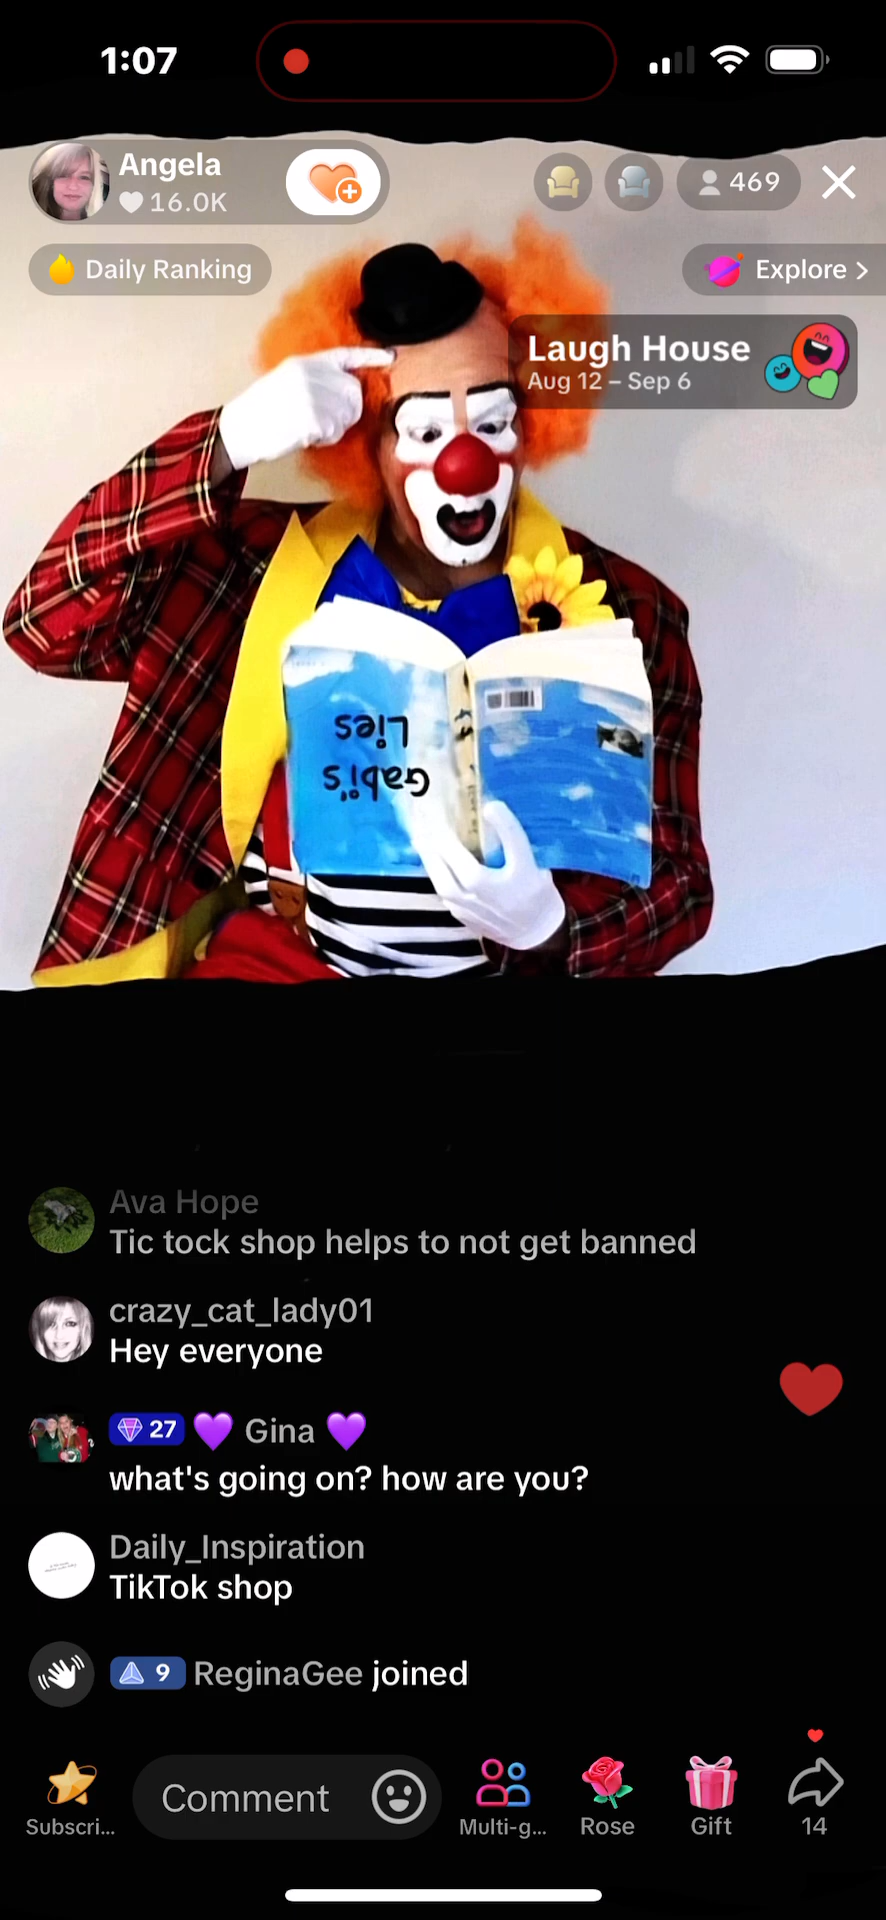 1:07
Angela
16.0K
469
Daily Ranking
Explore >
Laugh House
Aug 12 – Sep 6
Gabi's
Lies
Ava Hope
Tic tock shop helps to not get banned
crazy_cat_lady01
Hey everyone
27 💜 Gina 💜
what's going on? how are you?
Daily_Inspiration
TikTok shop
9 ReginaGee joined
Subscri...
Comment
Multi-g...
Rose
Gift
14